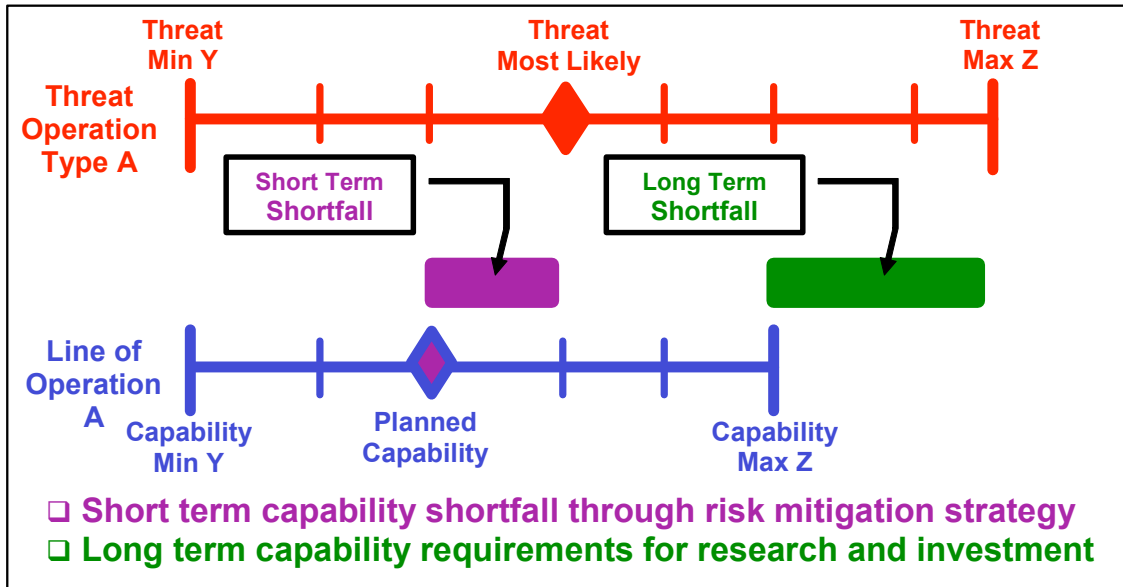 Threat
Min Y
Threat
Most Likely
Threat
Max Z
Threat
Operation
Type A
Short Term
Shortfall
Long Term
Shortfall
Line of
Operation
A
Capability
Min Y
Planned
Capability
Capability
Max Z
❑ Short term capability shortfall through risk mitigation strategy
❑ Long term capability requirements for research and investment